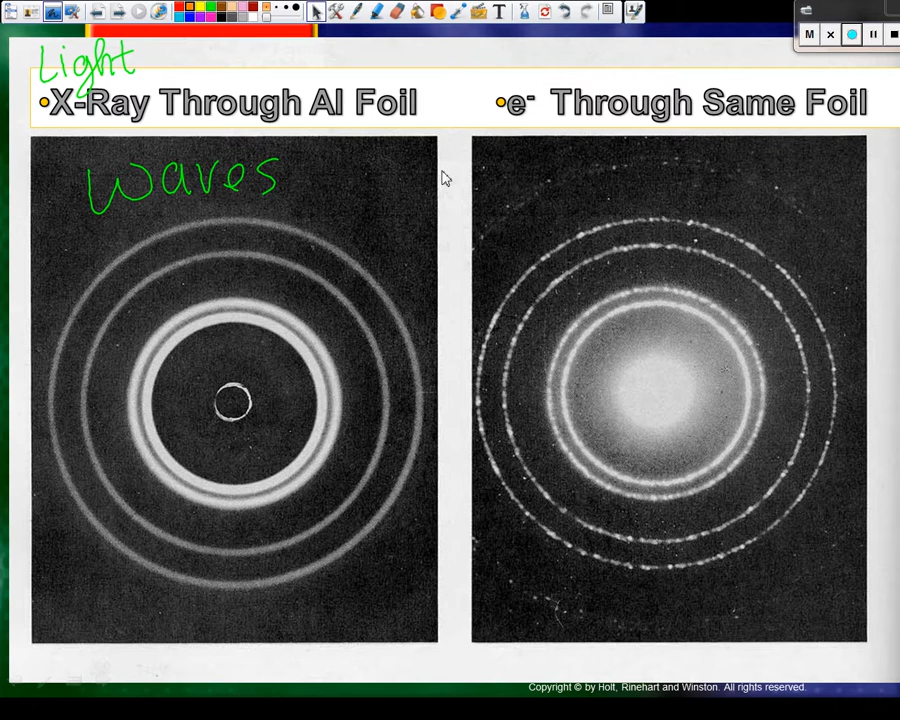 M
Light
•X-Ray Through Al Foil
•e- Through Same Foil
Waves
Copyright © by Holt, Rinehart and Winston. All rights reserved.